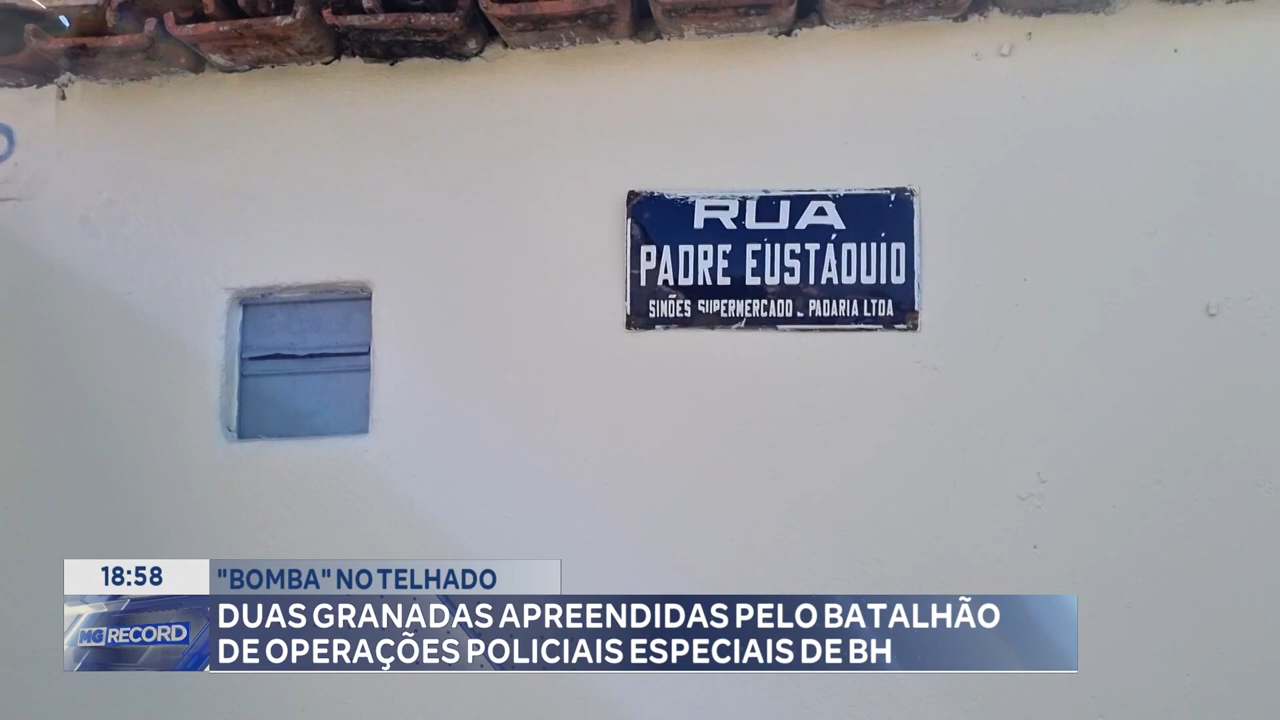 RUA
PADRE EUSTÁQUIO
SIMÕES SUPERMERCADO E PADARIA LTDA
18:58
"BOMBA" NO TELHADO
MG RECORD
DUAS GRANADAS APREENDIDAS PELO BATALHÃO
DE OPERAÇÕES POLICIAIS ESPECIAIS DE BH